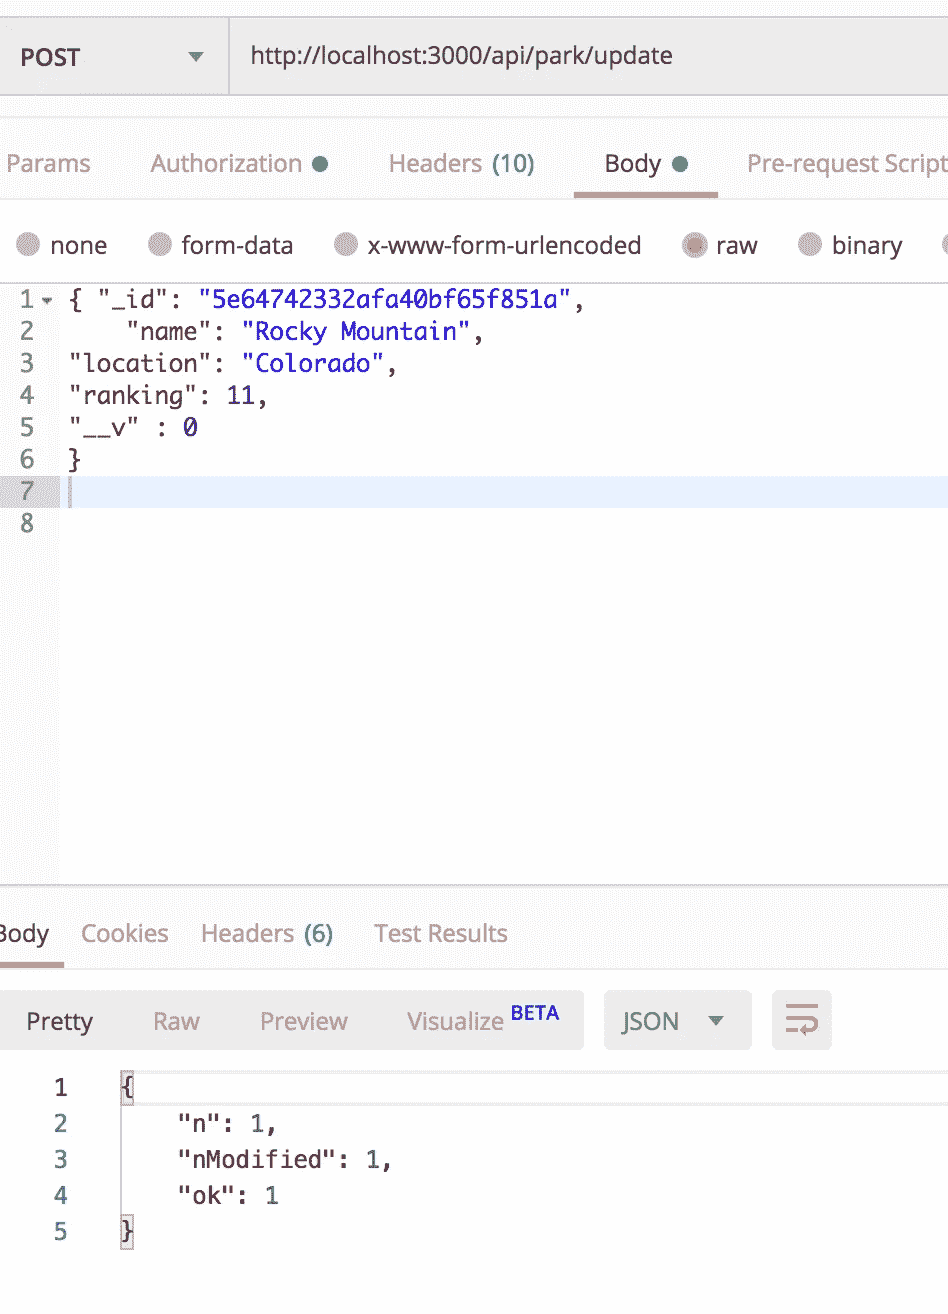 POST http://localhost:3000/api/park/update
Params Authorization Headers (10) Body Pre-request Script
none form-data x-www-form-urlencoded raw binary
1 { "_id": "5e64742332afa40bf65f851a",
2 "name": "Rocky Mountain",
3 "location": "Colorado",
4 "ranking": 11,
5 "__v" : 0
6 }
7
8
Body Cookies Headers (6) Test Results
Pretty Raw Preview Visualize BETA JSON
1 {
2 "n": 1,
3 "nModified": 1,
4 "ok": 1
5 }